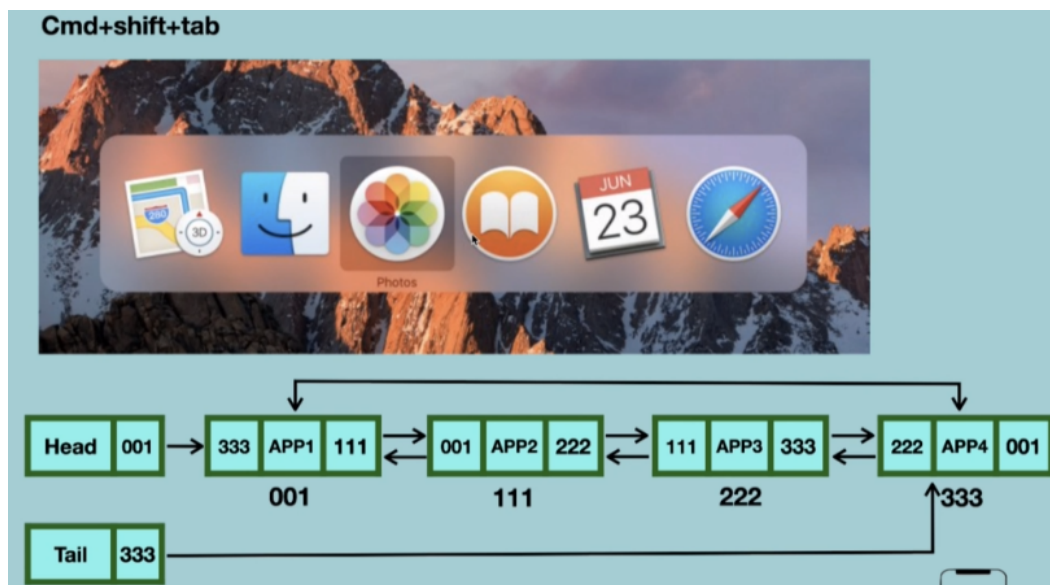 Cmd+shift+tab
280
3D
JUN
23
Photos
Head 001 333 APP1 111 001 APP2 222 111 APP3 333 222 APP4 001
001 111 222 333
Tail 333